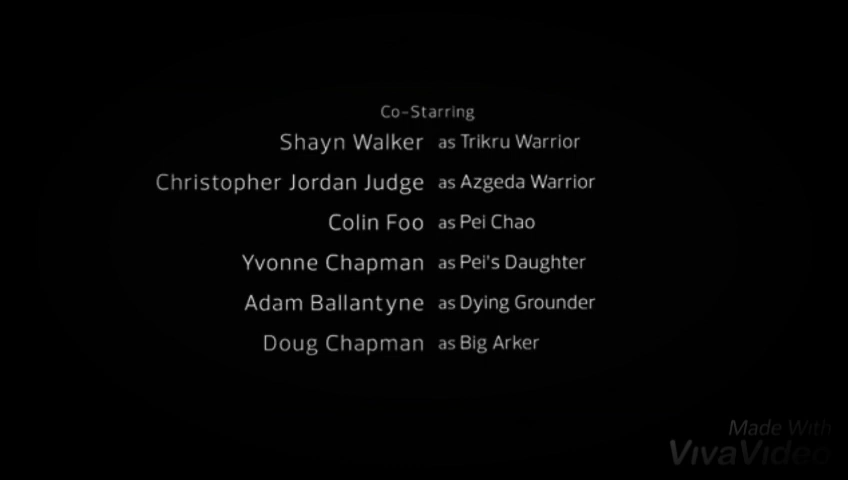 Co-Starring
Shayn Walker as Trikru Warrior
Christopher Jordan Judge as Azgeda Warrior
Colin Foo as Pei Chao
Yvonne Chapman as Pei's Daughter
Adam Ballantyne as Dying Grounder
Doug Chapman as Big Arker
Made With
VivaVideo